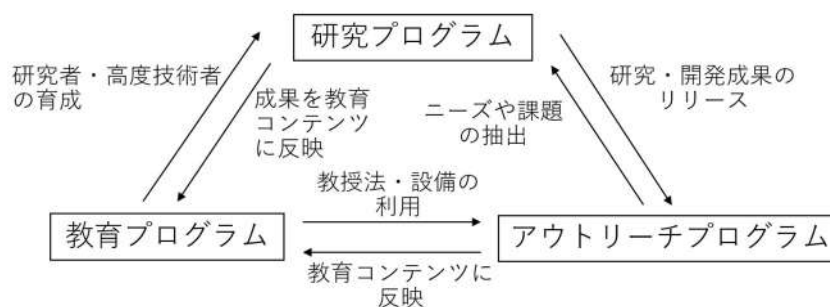 研究プログラム
研究者・高度技術者
の育成
成果を教育
コンテンツ
に反映
ニーズや課題
の抽出
研究・開発成果の
リリース
教授法・設備の
利用
教育プログラム
アウトリーチプログラム
教育コンテンツに
反映